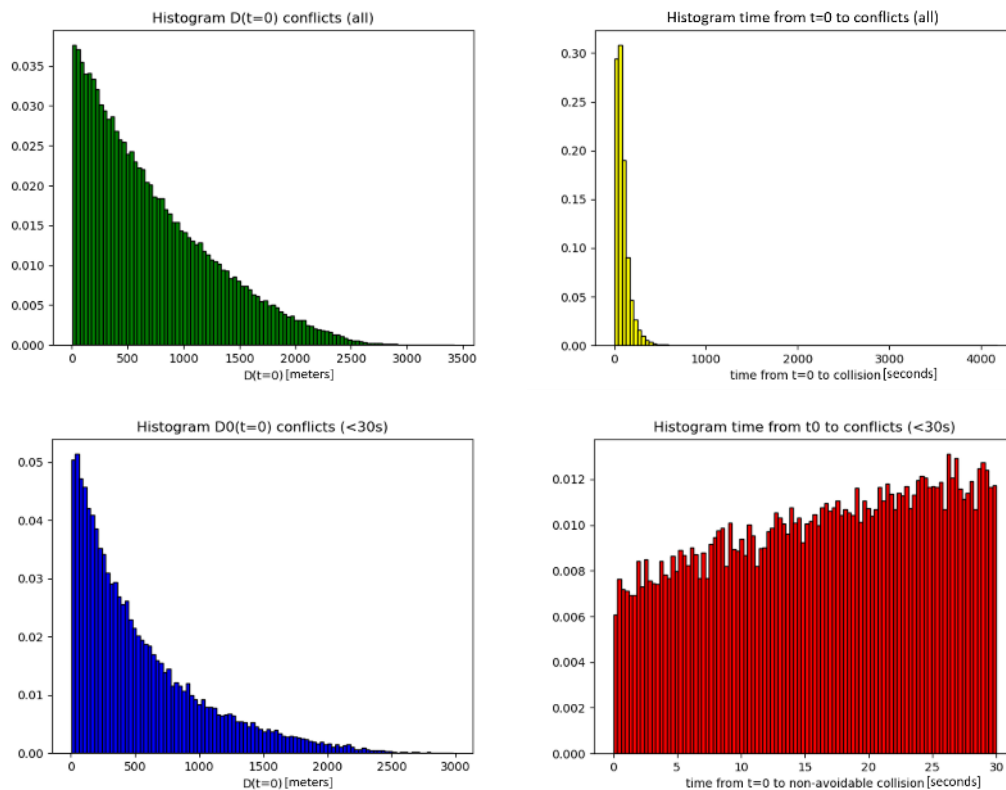 Histogram D(t=0) conflicts (all)
0.035
0.030
0.025
0.020
0.015
0.010
0.005
0.000
0 500 1000 1500 2000 2500 3000 3500
D(t=0) [meters]
Histogram time from t=0 to conflicts (all)
0.30
0.25
0.20
0.15
0.10
0.05
0.00
0 1000 2000 3000 4000
time from t=0 to collision [seconds]
Histogram D0(t=0) conflicts (<30s)
0.05
0.04
0.03
0.02
0.01
0.00
0 500 1000 1500 2000 2500 3000
D(t=0) [meters]
Histogram time from t0 to conflicts (<30s)
0.012
0.010
0.008
0.006
0.004
0.002
0.000
0 5 10 15 20 25 30
time from t=0 to non-avoidable collision [seconds]